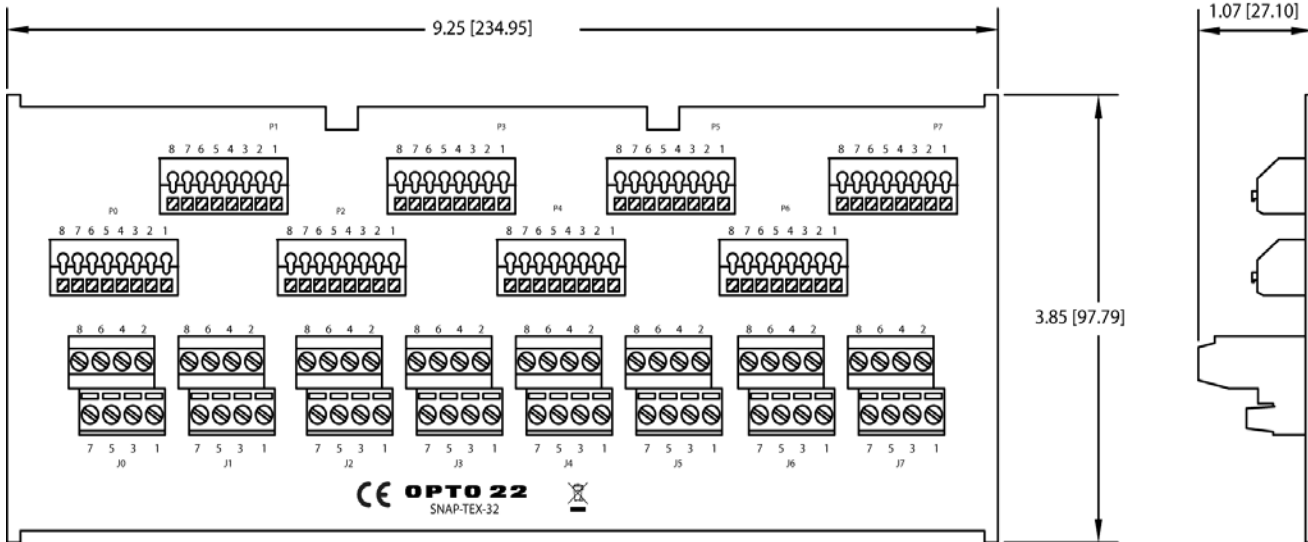 9.25 [234.95]
1.07 [27.10]
P1 P3 P5 P7
8 7 6 5 4 3 2 1 8 7 6 5 4 3 2 1 8 7 6 5 4 3 2 1 8 7 6 5 4 3 2 1
P0 P2 P4 P6
8 7 6 5 4 3 2 1 8 7 6 5 4 3 2 1 8 7 6 5 4 3 2 1 8 7 6 5 4 3 2 1
3.85 [97.79]
8 6 4 2 8 6 4 2 8 6 4 2 8 6 4 2 8 6 4 2 8 6 4 2 8 6 4 2 8 6 4 2
7 5 3 1 7 5 3 1 7 5 3 1 7 5 3 1 7 5 3 1 7 5 3 1 7 5 3 1 7 5 3 1
J0 J1 J2 J3 J4 J5 J6 J7
CE OPTO 22
SNAP-TEX-32